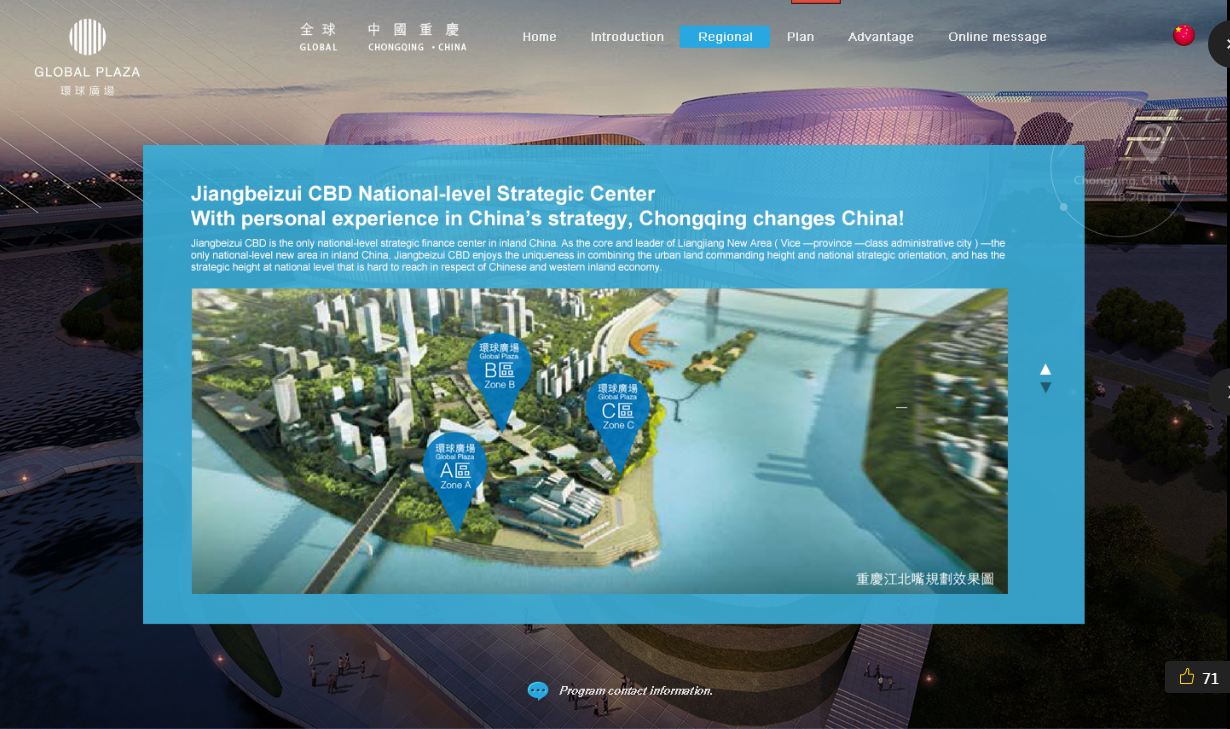 GLOBAL PLAZA
環球廣場
全球 中國重慶
GLOBAL CHONGQING · CHINA
Home Introduction Regional Plan Advantage Online message
Chongqing, CHINA
Jiangbeizui CBD National-level Strategic Center
With personal experience in China's strategy, Chongqing changes China!
Jiangbeizui CBD is the only national-level strategic finance center in inland China. As the core and leader of Liangjiang New Area ( Vice —province —class administrative city ) —the
only national-level new area in inland China, Jiangbeizui CBD enjoys the uniqueness in combining the urban land commanding height and national strategic orientation, and has the
strategic height at national level that is hard to reach in respect of Chinese and western inland economy.
環球廣場
Global Plaza
B區
Zone B
環球廣場
Global Plaza
C區
Zone C
環球廣場
Global Plaza
A區
Zone A
重慶江北嘴規劃效果圖
Program contact information.
71